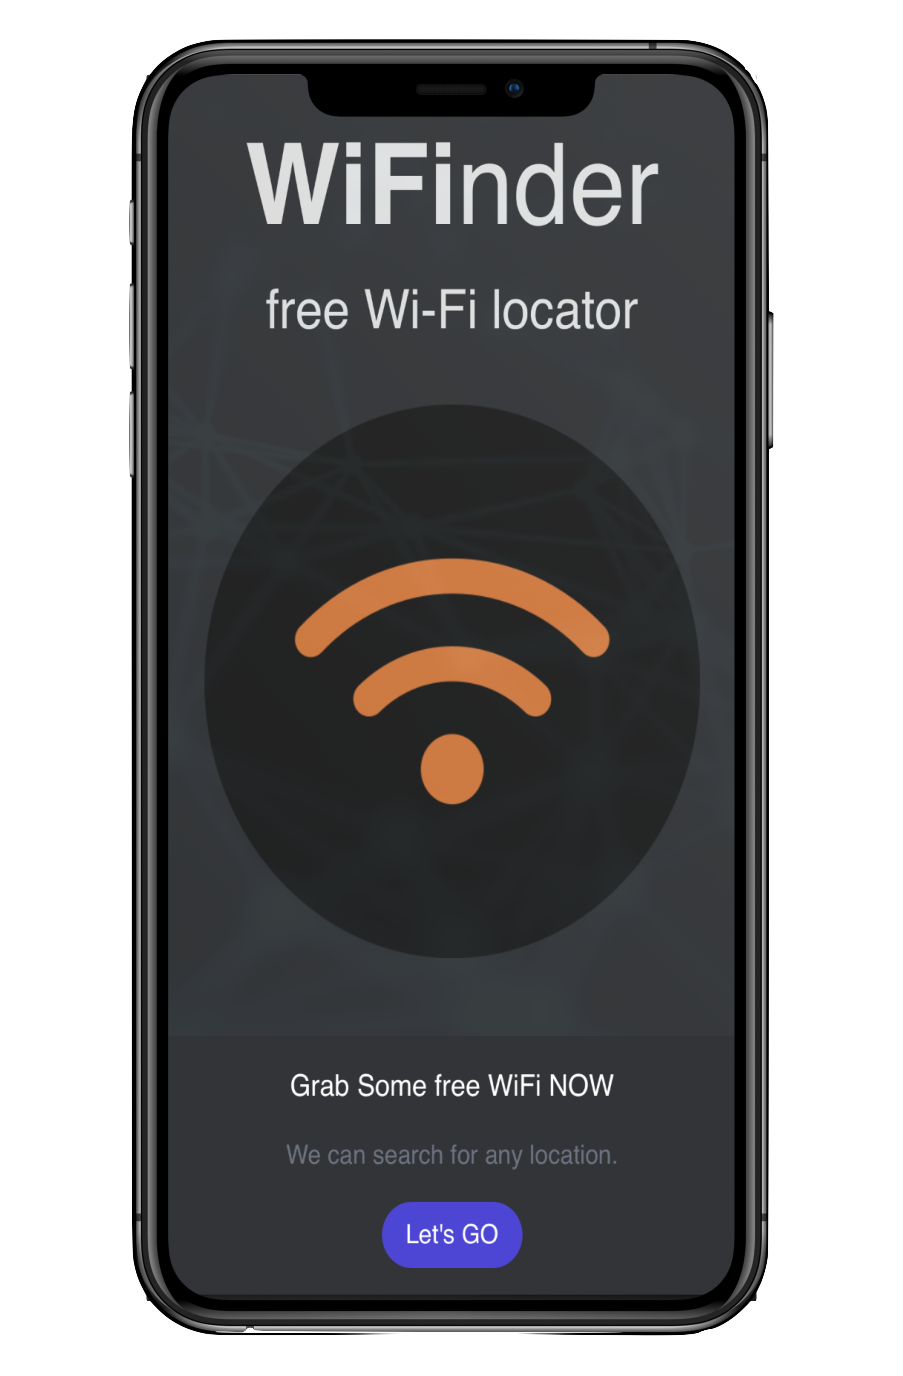 WiFinder
free Wi-Fi locator
Grab Some free WiFi NOW
We can search for any location.
Let's GO